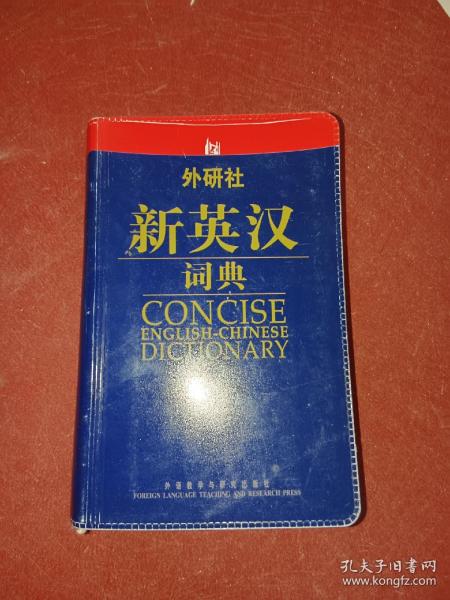 外研社
新英汉
词典
CONCISE
ENGLISH-CHINESE
DICTIONARY
外语教学与研究出版社
FOREIGN LANGUAGE TEACHING AND RESEARCH PRESS
孔夫子旧书网
www.kongfz.com